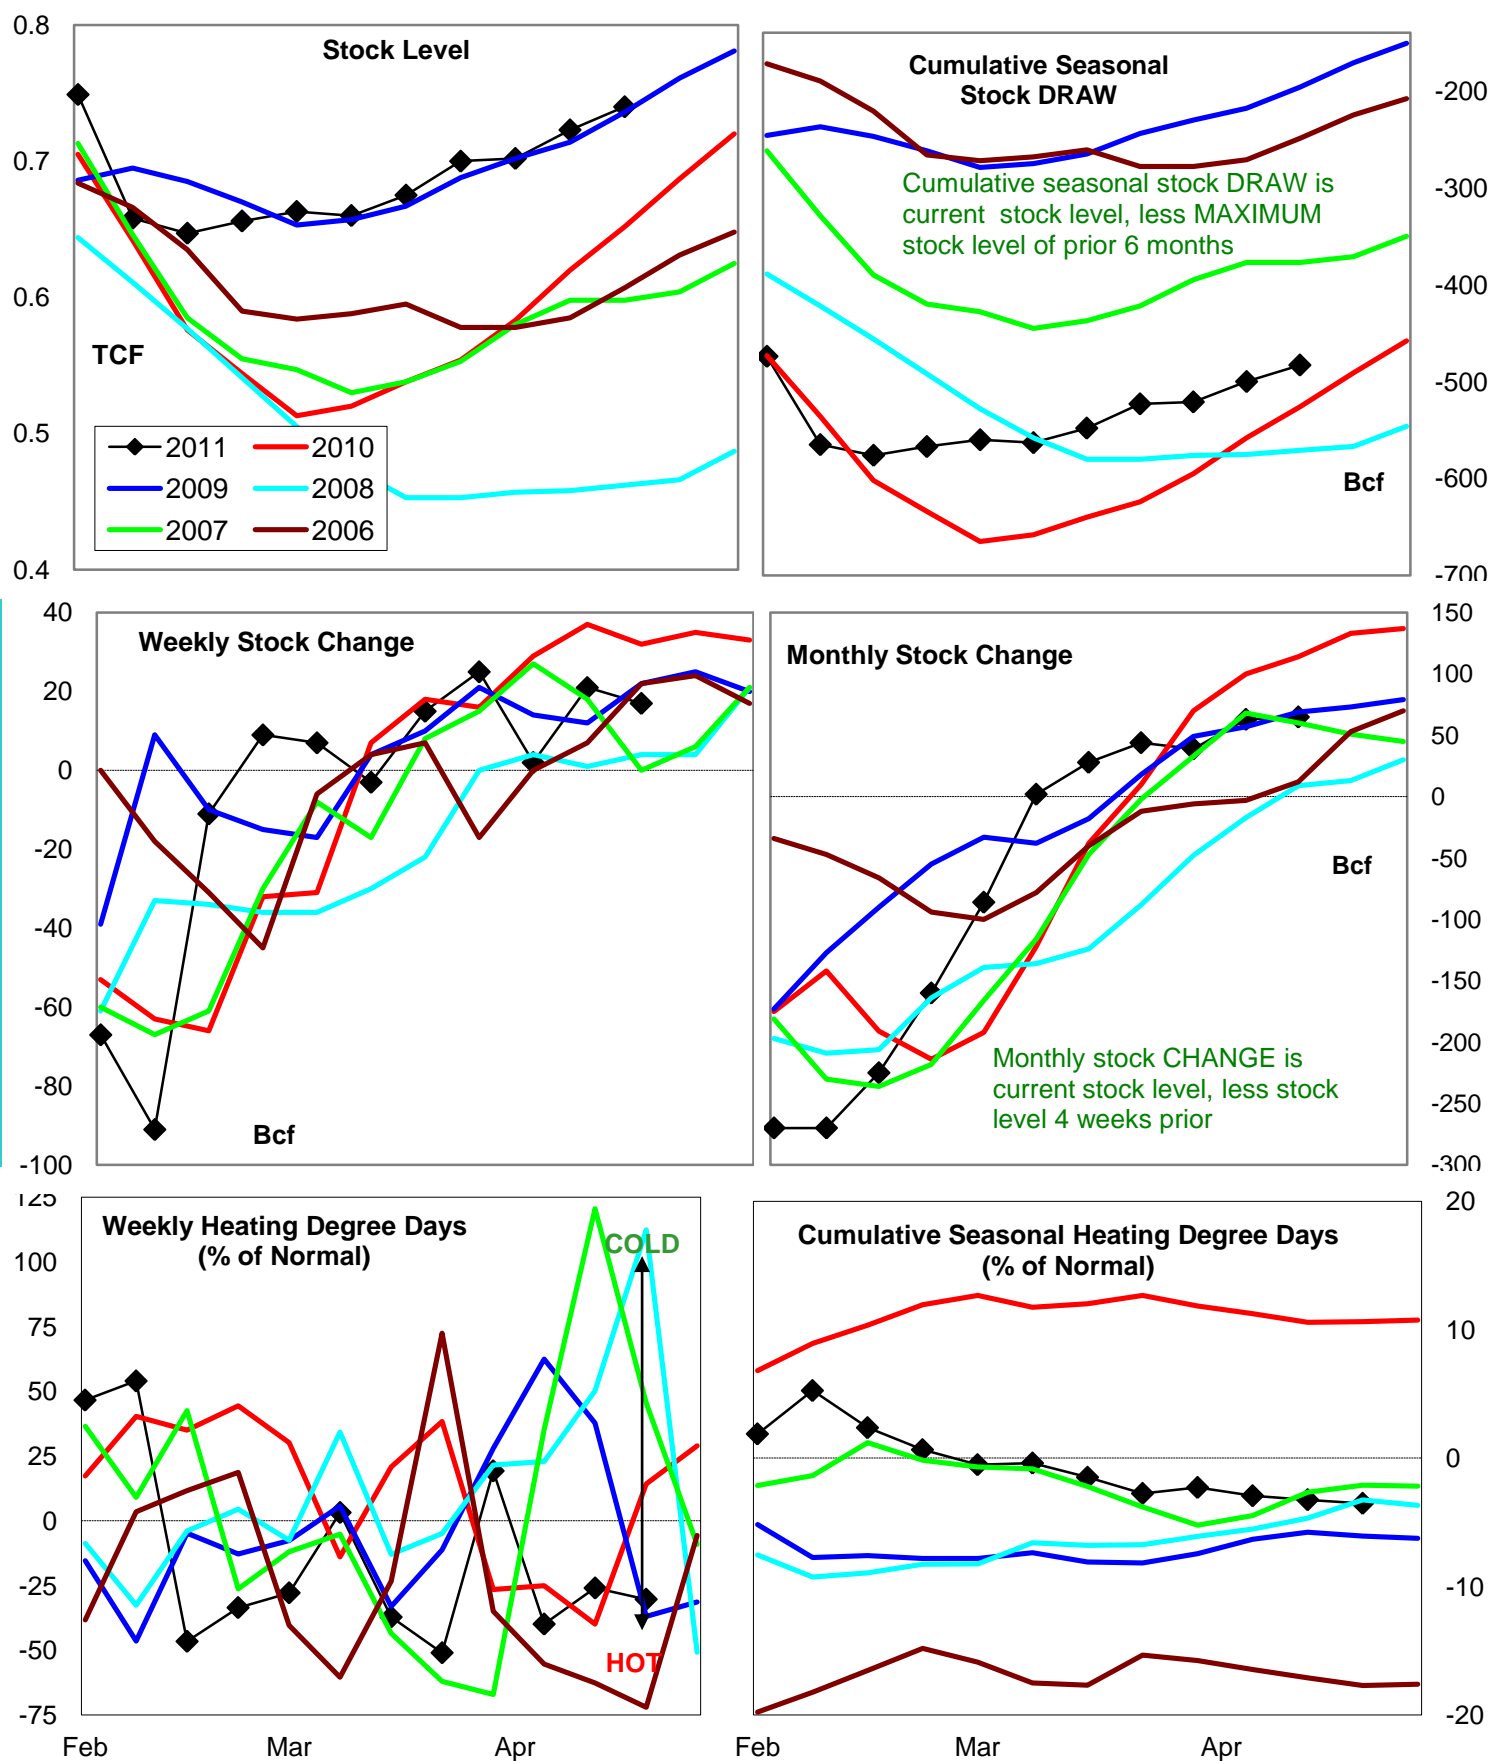 Stock Level
0.8
0.7
0.6
0.5
0.4
TCF
2011 2010
2009 2008
2007 2006
Cumulative Seasonal
Stock DRAW
Cumulative seasonal stock DRAW is
current stock level, less MAXIMUM
stock level of prior 6 months
Bcf
-200
-300
-400
-500
-600
-700
Weekly Stock Change
40
20
0
-20
-40
-60
-80
-100
Bcf
Monthly Stock Change
150
100
50
0
-50
-100
-150
-200
-250
-300
Bcf
Monthly stock CHANGE is
current stock level, less stock
level 4 weeks prior
Weekly Heating Degree Days
(% of Normal)
125
100
75
50
25
0
-25
-50
-75
COLD
HOT
Feb Mar Apr
Cumulative Seasonal Heating Degree Days
(% of Normal)
20
10
0
-10
-20
Feb Mar Apr